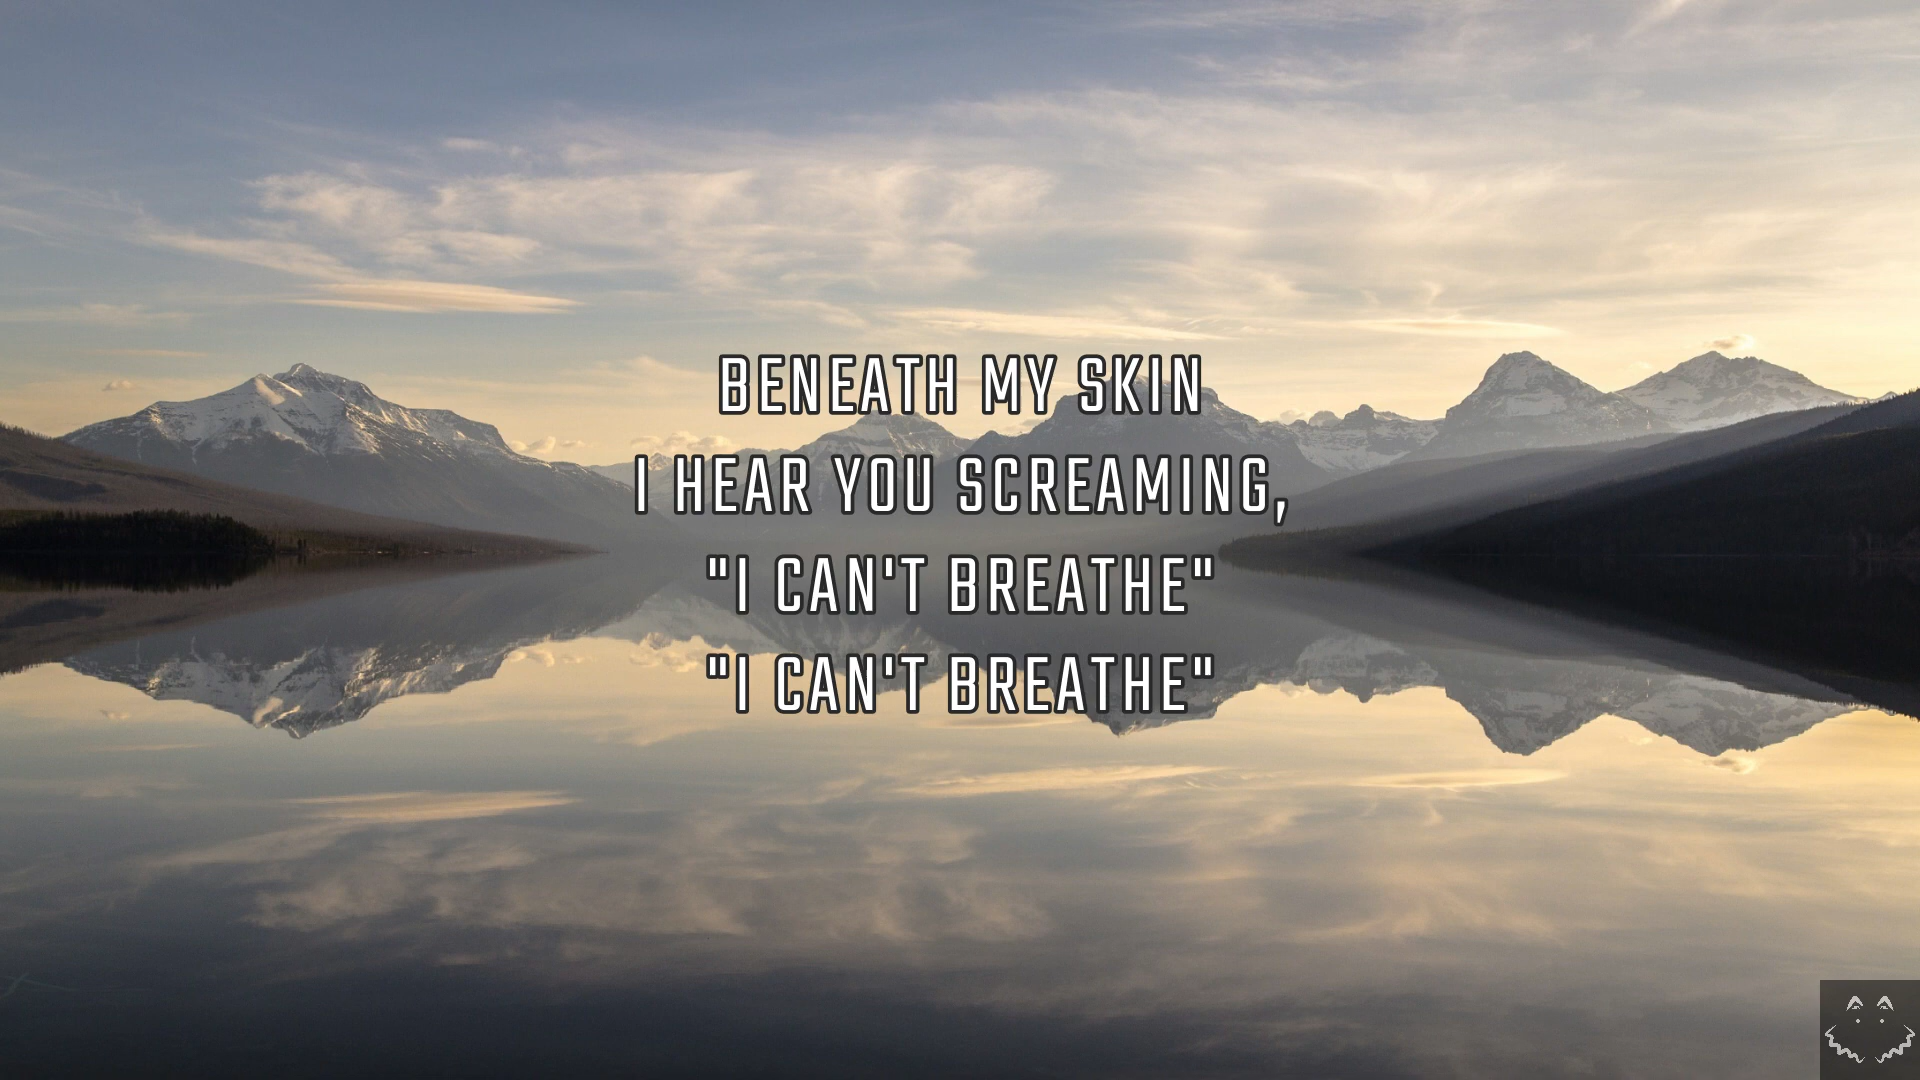 BENEATH MY SKIN
I HEAR YOU SCREAMING,
"I CAN'T BREATHE"
"I CAN'T BREATHE"